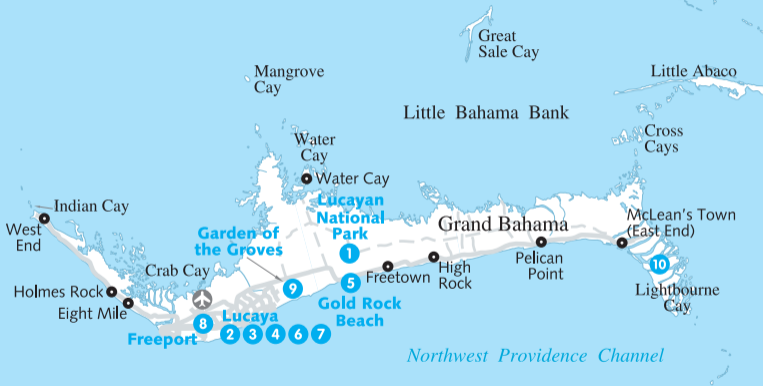 Great
Sale Cay
Mangrove
Cay
Little Abaco
Little Bahama Bank
Cross
Cays
Water
Cay
Water Cay
Indian Cay
West
End
Lucayan
National
Park
1
Grand Bahama
McLean's Town
(East End)
Garden of
the Groves
Crab Cay
Freetown
High
Rock
Pelican
Point
10
Lightbourne
Cay
Holmes Rock
Eight Mile
9
5
Gold Rock
Beach
8
Lucaya
Freeport
2 3 4 6 7
Northwest Providence Channel